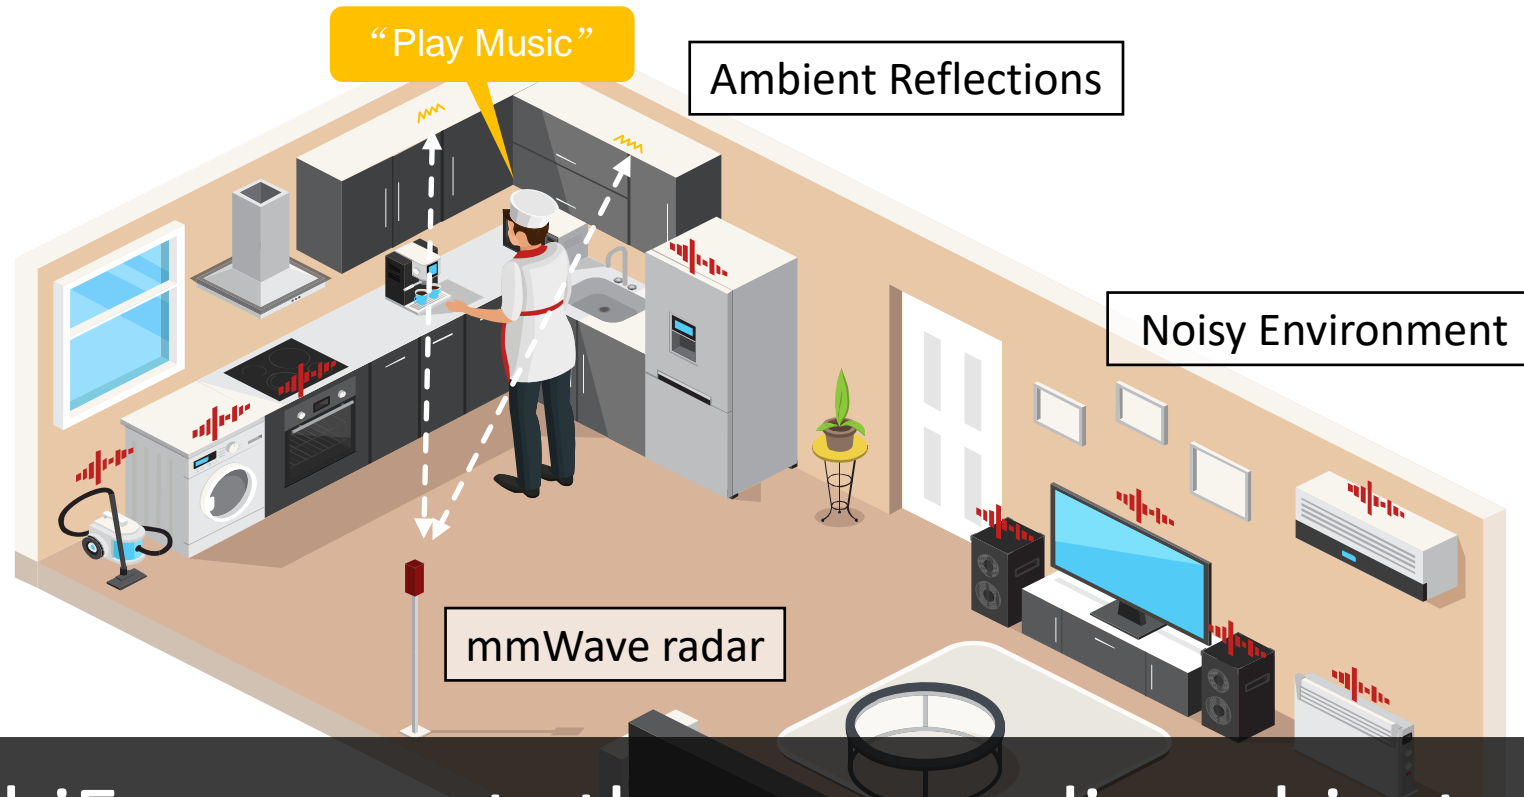 “Play Music”
Ambient Reflections
Noisy Environment
mmWave radar